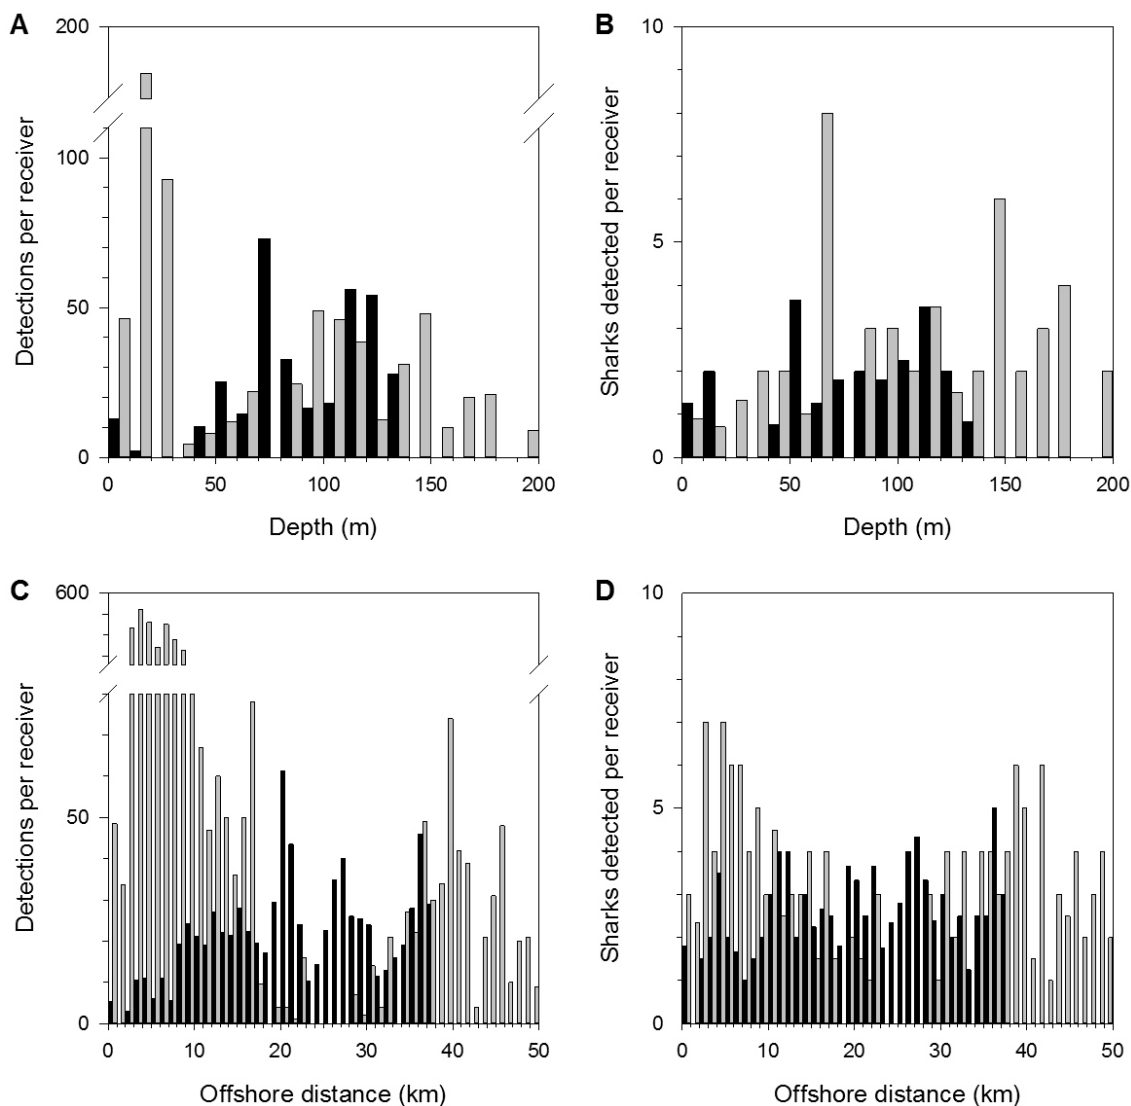 A
200
100
50
0
Detections per receiver
0 50 100 150 200
Depth (m)
B
10
5
0
Sharks detected per receiver
0 50 100 150 200
Depth (m)
C
600
50
0
Detections per receiver
0 10 20 30 40 50
Offshore distance (km)
D
10
5
0
Sharks detected per receiver
0 10 20 30 40 50
Offshore distance (km)